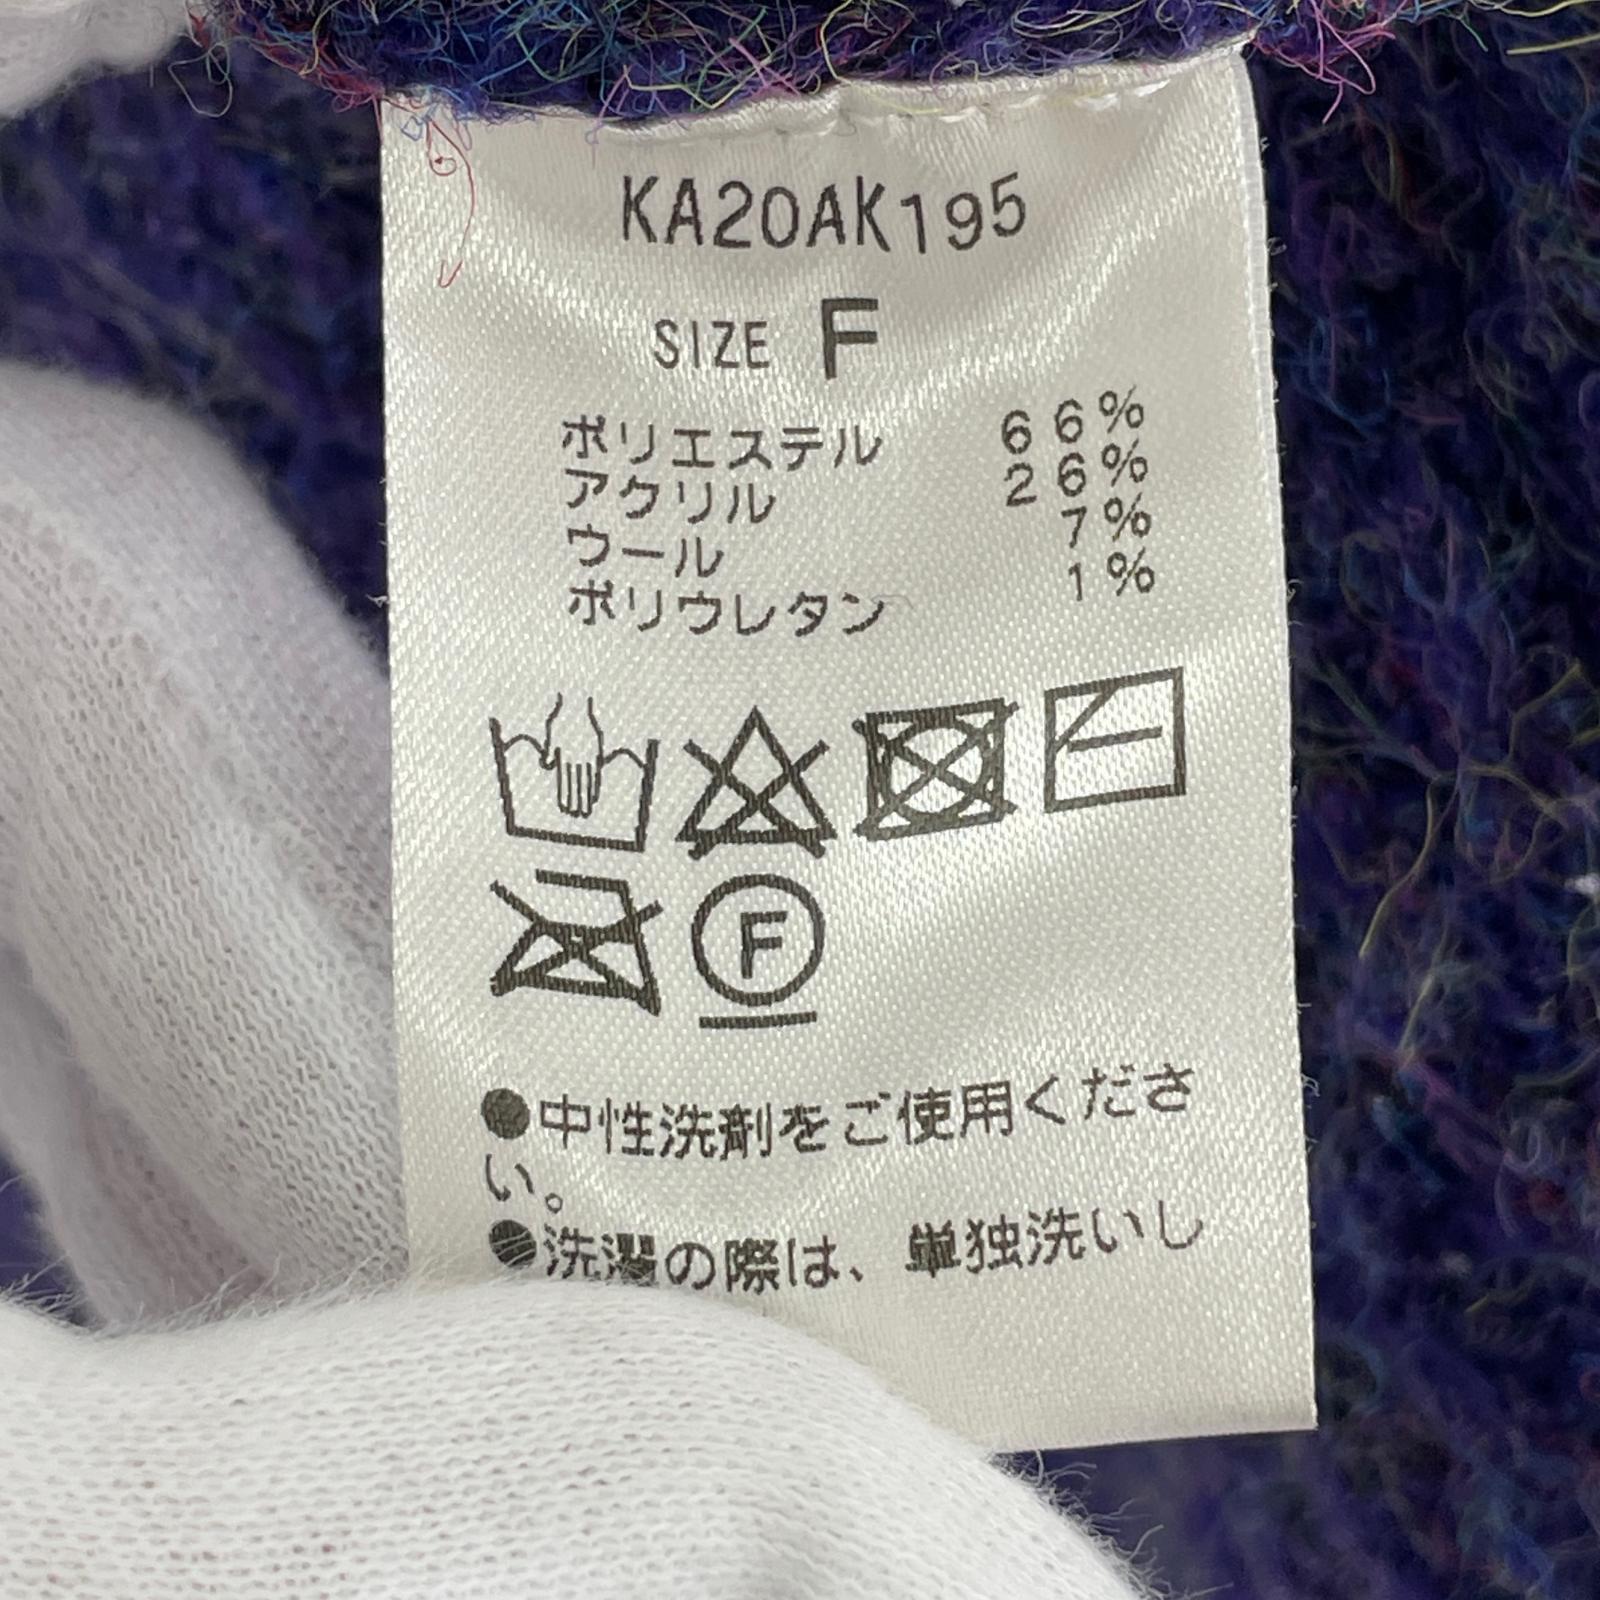 KA20AK195
SIZE F
ポリエステル 66%
アクリル 26%
ウール 7%
ポリウレタン 1%
F
●中性洗剤をご使用くださ
い。
●洗濯の際は、単独洗いし